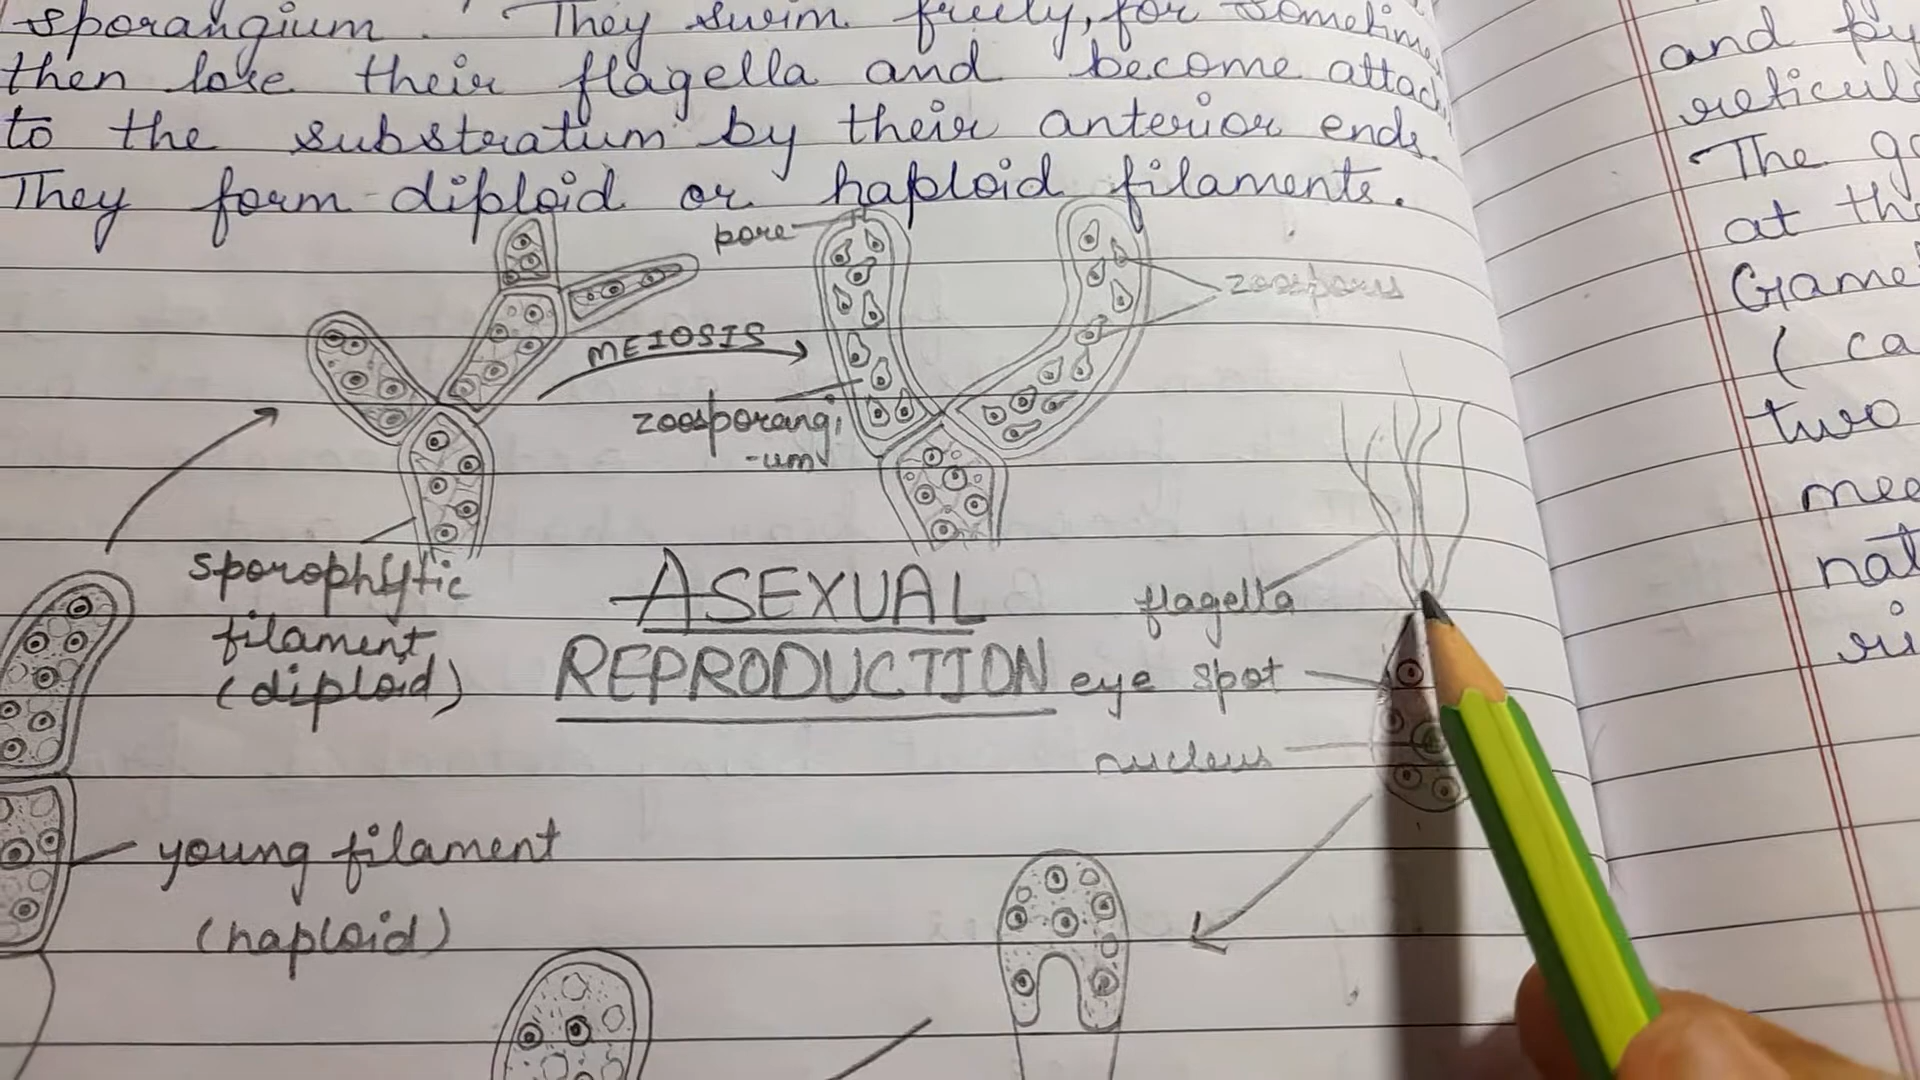 sporangium. They swim freely, for sometime
then lose their flagella and become attach
to the substratum by their anterior ends.
They form diploid or haploid filaments.
pore
zoospores
MEIOSIS
zoosporangi
-um
sporophytic
filament
(diploid)
ASEXUAL
REPRODUCTION
flagella
eye spot
nucleus
young filament
(haploid)
and
reticul
The
at th
Game
( ca
two
mee
nat